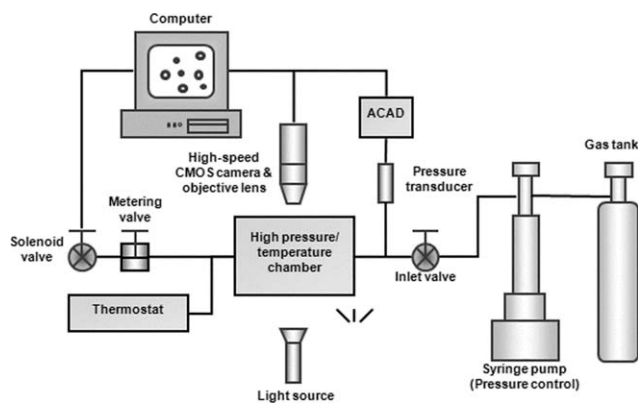 Computer
ACAD
Gas tank
High-speed
CMOS camera &
objective lens
Pressure
transducer
Metering
valve
Solenoid
valve
High pressure/
temperature
chamber
Inlet valve
Thermostat
Light source
Syringe pump
(Pressure control)